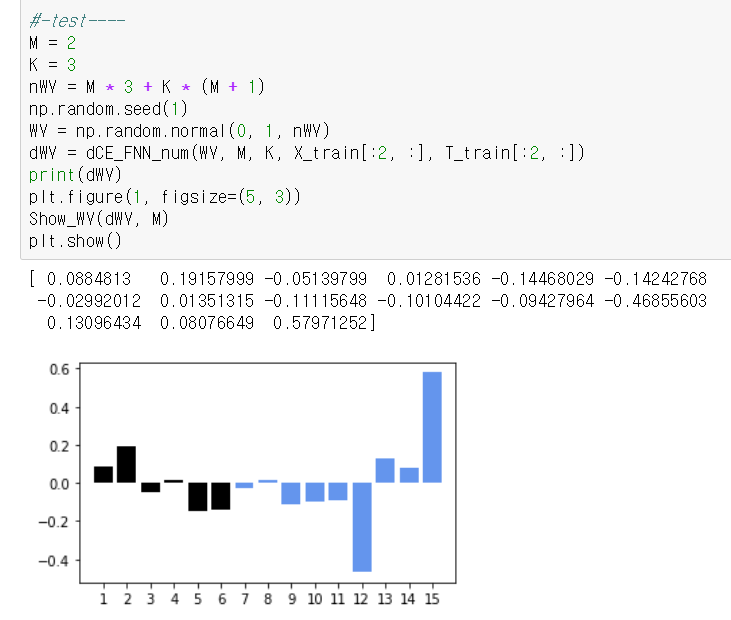 #-test----
M = 2
K = 3
nWV = M * 3 + K * (M + 1)
np.random.seed(1)
WV = np.random.normal(0, 1, nWV)
dWV = dCE_FNN_num(WV, M, K, X_train[:2, :], T_train[:2, :])
print(dWV)
plt.figure(1, figsize=(5, 3))
Show_WV(dWV, M)
plt.show()
[ 0.0884813   0.19157999 -0.05139799  0.01281536 -0.14468029 -0.14242768
 -0.02992012  0.01351315 -0.11115648 -0.10104422 -0.09427964 -0.46855603
  0.13096434  0.08076649  0.57971252]
0.6
0.4
0.2
0.0
−0.2
−0.4
1 2 3 4 5 6 7 8 9 10 11 12 13 14 15